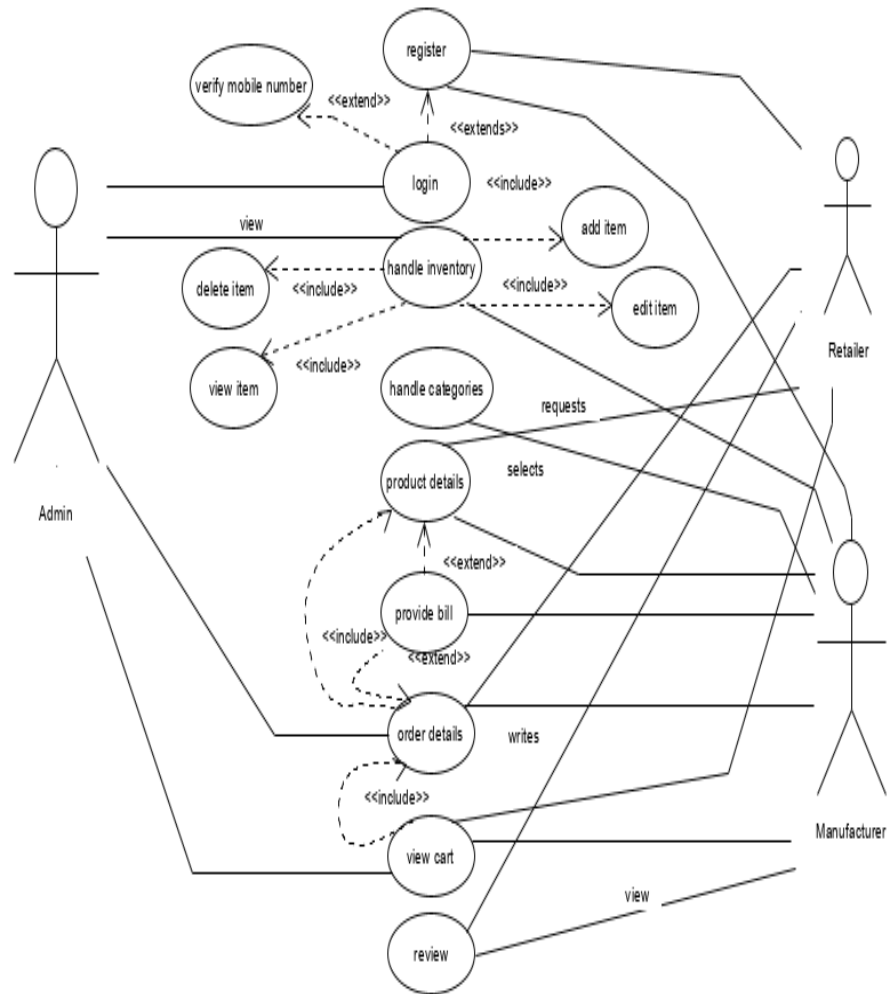 register
verify mobile number
<<extend>>
<<extends>>
login
<<include>>
view
add item
handle inventory
delete item
<<include>>
<<include>>
edit item
Retailer
view item
<<include>>
handle categories
requests
product details
selects
Admin
<<extend>>
provide bill
<<include>>
<<extend>>
order details
writes
<<include>>
Manufacturer
view cart
view
review